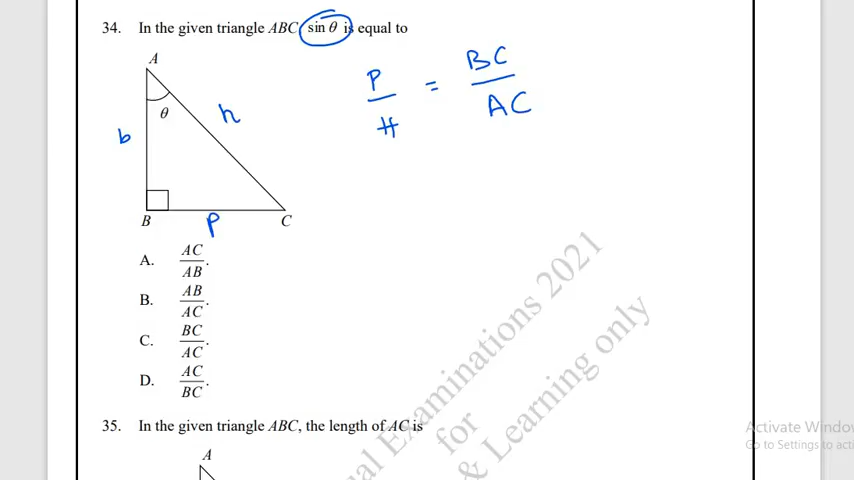 34. In the given triangle ABC, sin θ is equal to
A
θ
h
b
B
P
C
P/H = BC/AC
A. AC/AB.
B. AB/AC.
C. BC/AC.
D. AC/BC.
35. In the given triangle ABC, the length of AC is
A
Examinations 2021
for
& Learning only
Activate Windo
Go to Settings to acti